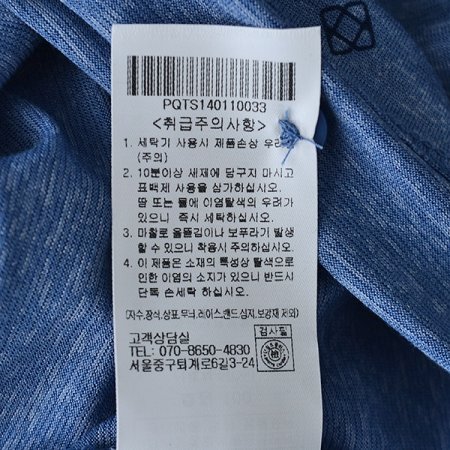 PQTS140110033
<취급주의사항>
1. 세탁기 사용시 제품손상 우려
(주의)
2. 10분이상 세제에 담구지 마시고
표백제 사용을 삼가하십시오.
땀 또는 물에 이염탈색의 우려가
있으니 즉시 세탁하십시오.
3. 마찰로 올뜯김이나 보푸라기 발생
할 수 있으니 착용시 주의하십시오.
4. 이 제품은 소재의 특성상 탈색으로
인한 이염의 소지가 있으니 반드시
단독 손세탁 하십시오.
(자수,장식,상표,무늬,레이스,밴드,심지,보강재 제외)
고객상담실
검사필
TEL: 070-8650-4830
서울중구퇴계로6길3-24